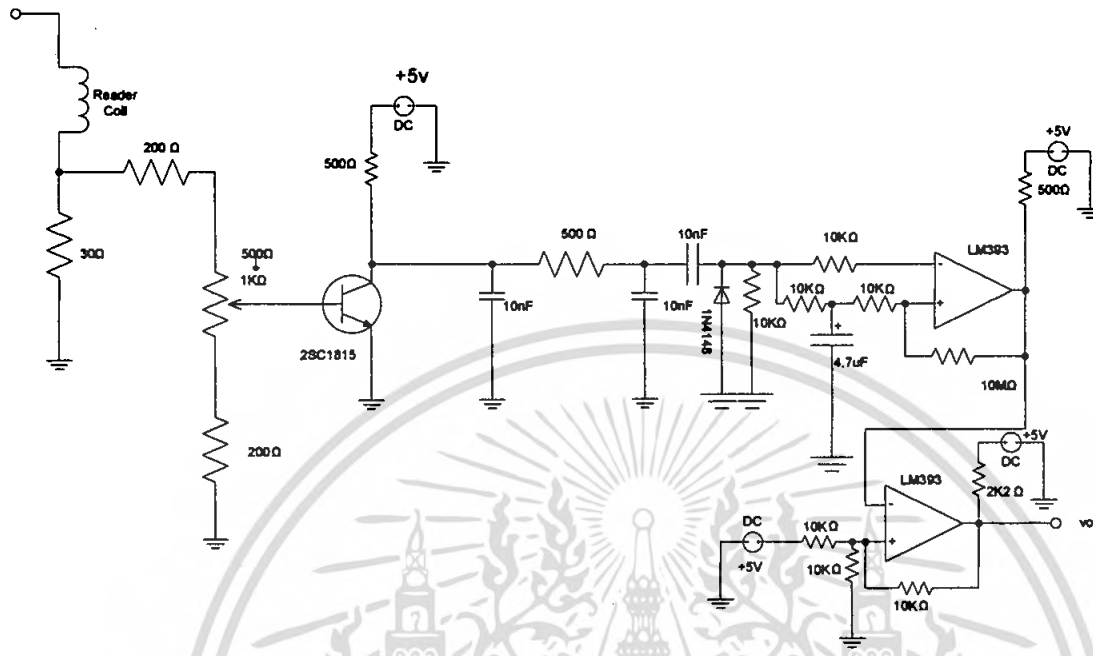 Reader
Coil
200 Ω
30Ω
500Ω
1KΩ
200Ω
+5v
DC
500Ω
2SC1815
10nF
500 Ω
10nF
10nF
1N4148
10KΩ
10KΩ
10KΩ
10KΩ
+
4.7uF
-
+
LM393
10MΩ
+5V
DC
500Ω
LM393
-
+
+5V
DC
2K2 Ω
DC
+5V
10KΩ
10KΩ
10KΩ
vo